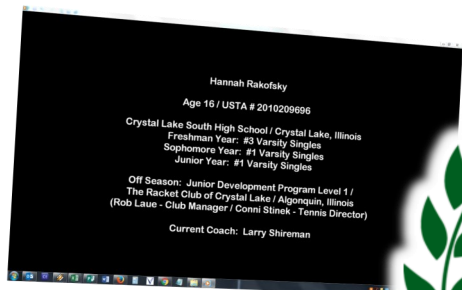 Hannah Rakofsky
Age 16 / USTA # 2010209696
Crystal Lake South High School / Crystal Lake, Illinois
Freshman Year: #3 Varsity Singles
Sophomore Year: #1 Varsity Singles
Junior Year: #1 Varsity Singles
Off Season: Junior Development Program Level 1 /
The Racket Club of Crystal Lake / Algonquin, Illinois
(Rob Laue - Club Manager / Conni Stinek - Tennis Director)
Current Coach: Larry Shireman